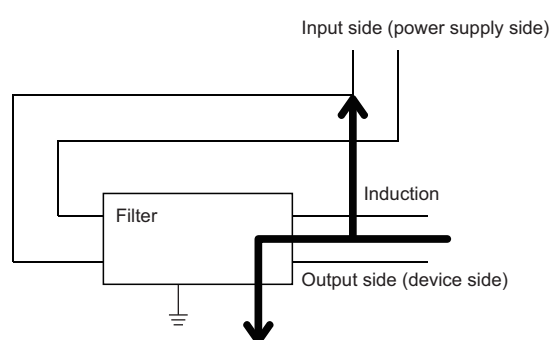 Input side (power supply side)
Induction
Filter
Output side (device side)